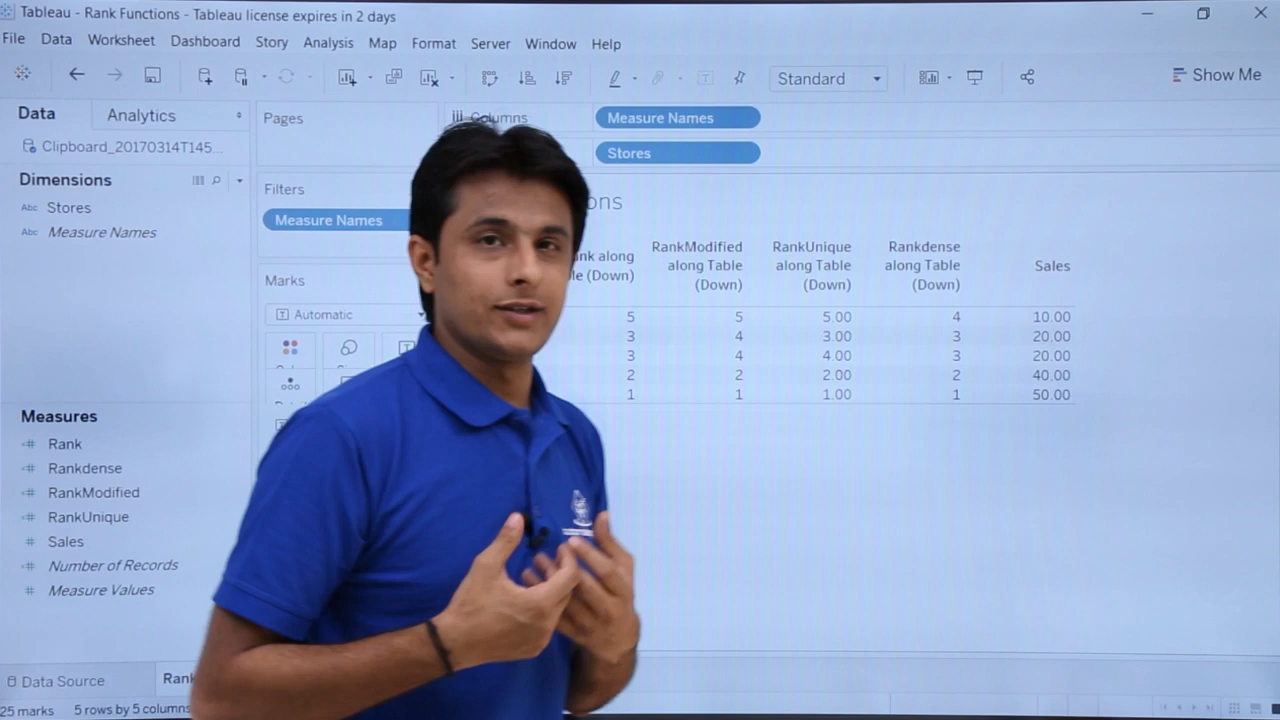 Tableau - Rank Functions - Tableau license expires in 2 days
File Data Worksheet Dashboard Story Analysis Map Format Server Window Help
Standard
Show Me
Data Analytics
Clipboard_20170314T145...
Dimensions
Abc Stores
Abc Measure Names
Measures
# Rank
# Rankdense
# RankModified
# RankUnique
# Sales
# Number of Records
# Measure Values
Pages
Filters
Measure Names
Marks
Automatic
Columns Measure Names
Stores
ons
ank along
le (Down)
RankModified
along Table
(Down)
RankUnique
along Table
(Down)
Rankdense
along Table
(Down)
Sales
5 5 5.00 4 10.00
3 4 3.00 3 20.00
3 4 4.00 3 20.00
2 2 2.00 2 40.00
1 1 1.00 1 50.00
Data Source Rank
25 marks 5 rows by 5 columns